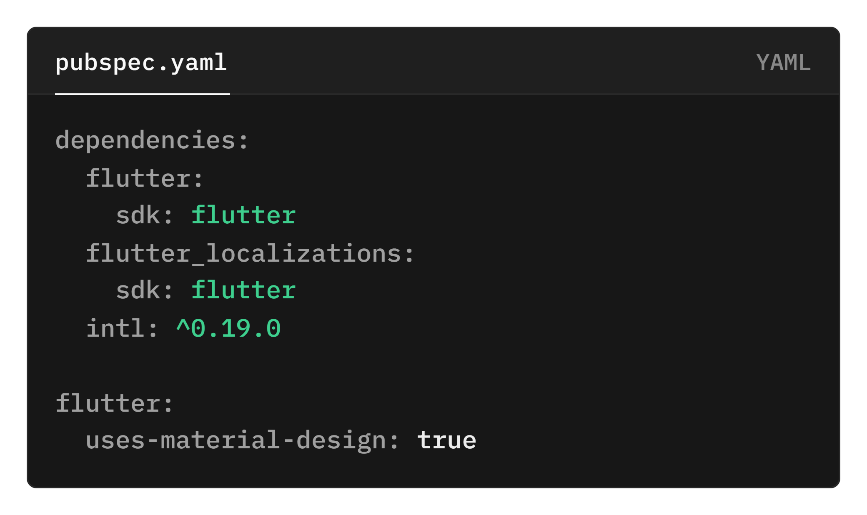 pubspec.yaml
YAML
dependencies:
  flutter:
    sdk: flutter
  flutter_localizations:
    sdk: flutter
  intl: ^0.19.0

flutter:
  uses-material-design: true